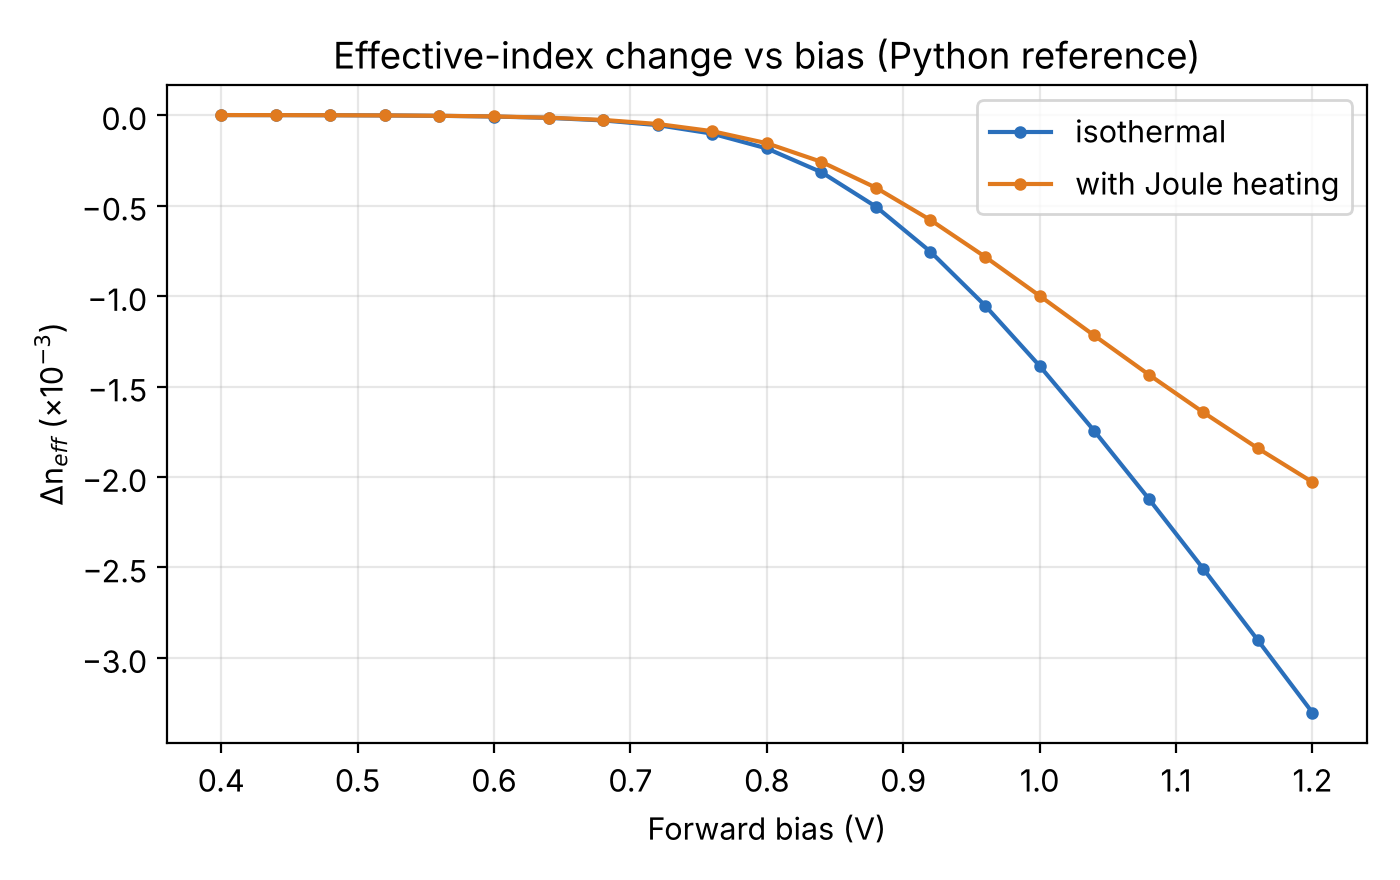 Effective-index change vs bias (Python reference)
isothermal
with Joule heating
0.0
−0.5
−1.0
−1.5
−2.0
−2.5
−3.0
Δn_eff (×10⁻³)
0.4 0.5 0.6 0.7 0.8 0.9 1.0 1.1 1.2
Forward bias (V)